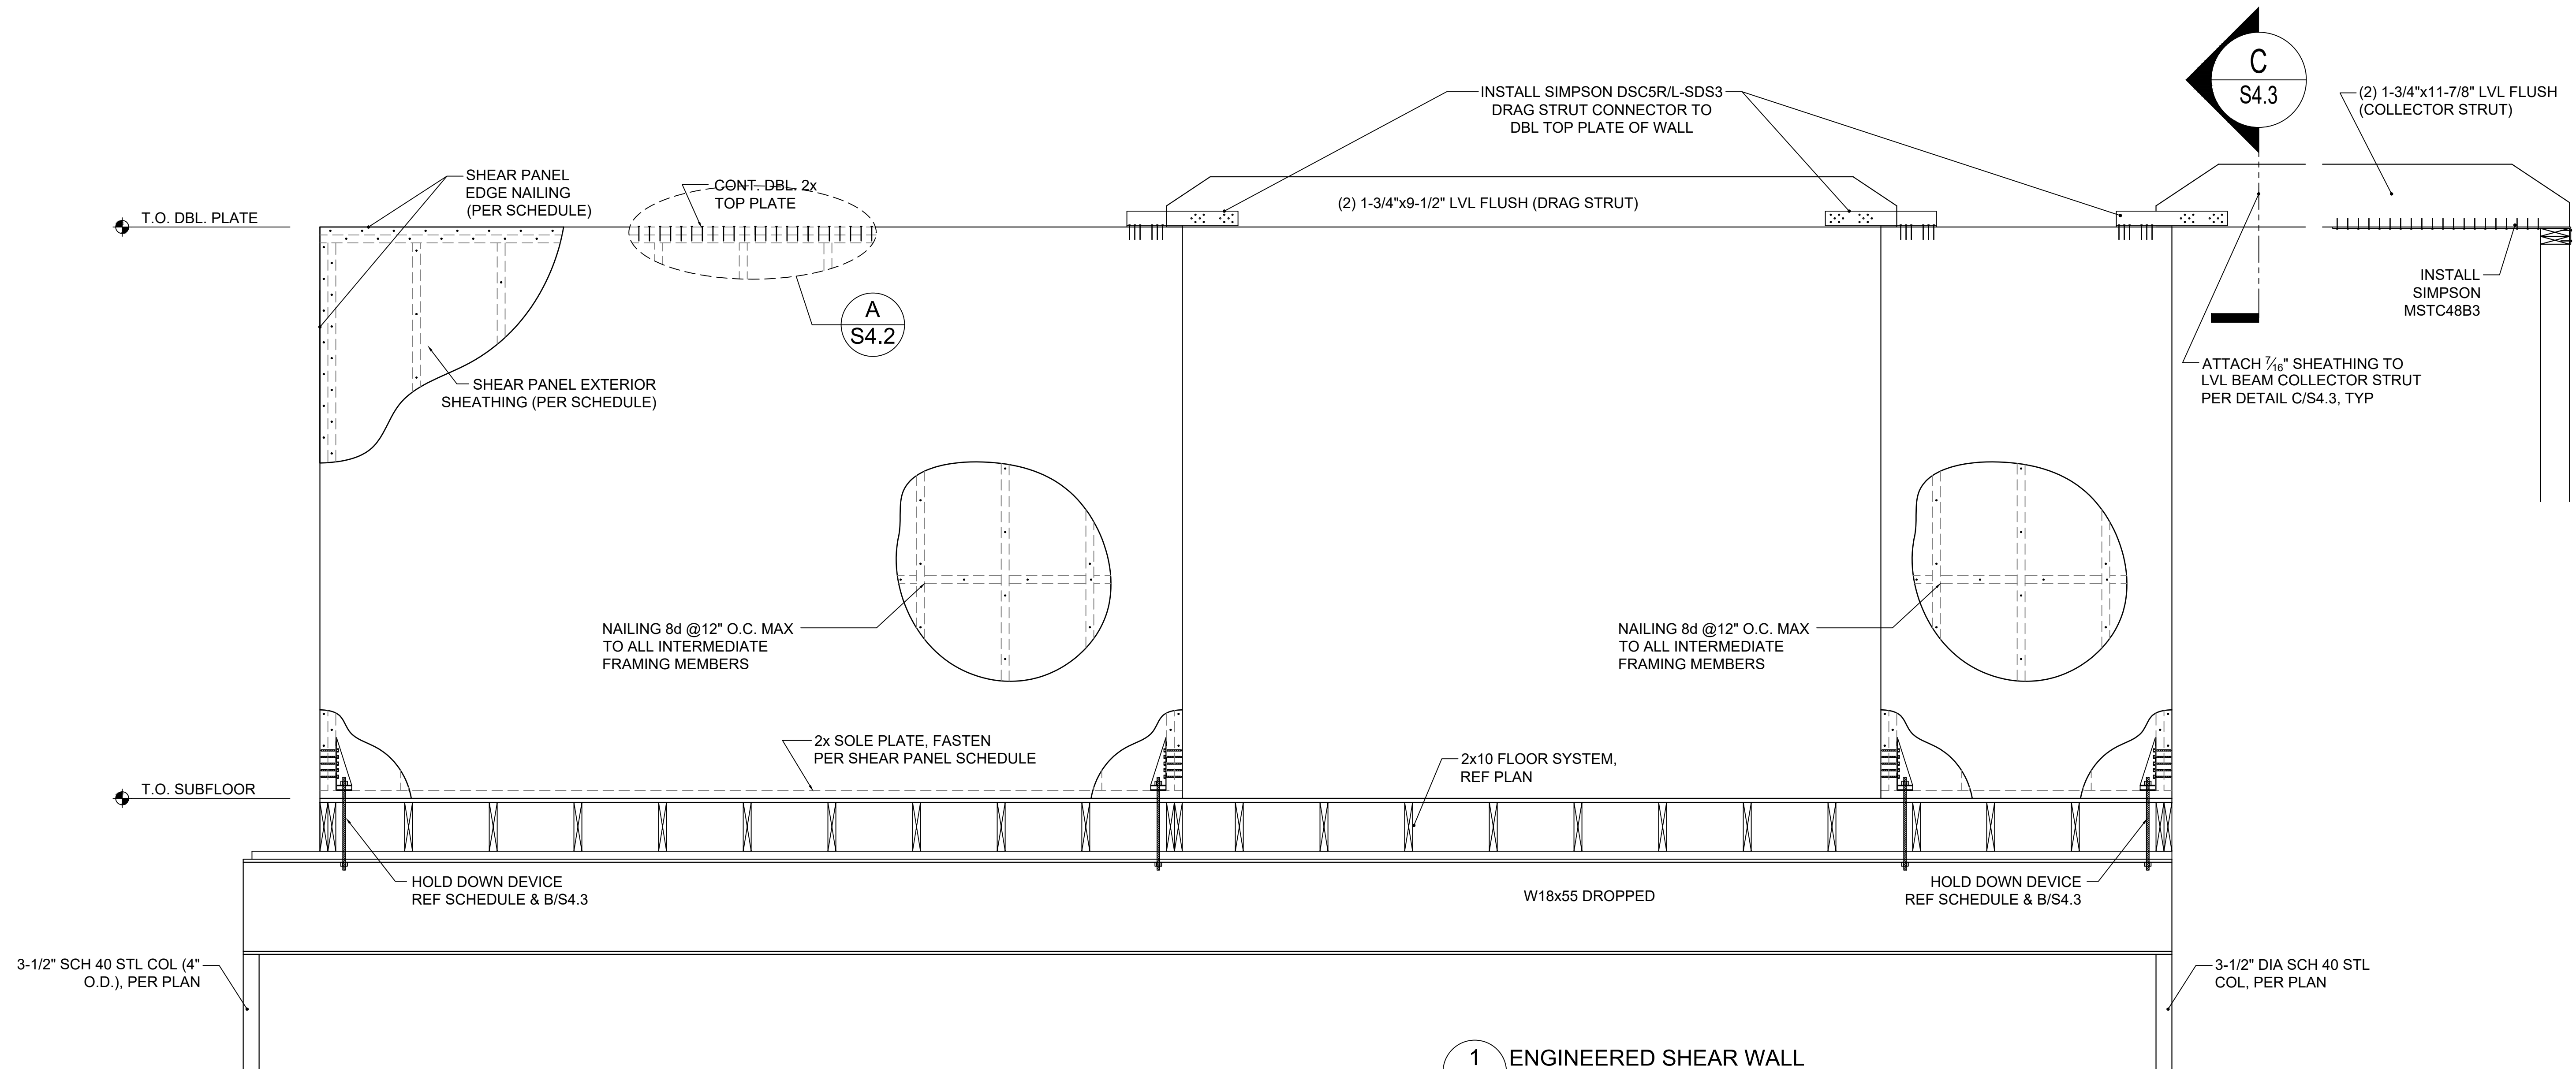 C
S4.3
INSTALL SIMPSON DSC5R/L-SDS3
DRAG STRUT CONNECTOR TO
DBL TOP PLATE OF WALL
(2) 1-3/4"x11-7/8" LVL FLUSH
(COLLECTOR STRUT)
SHEAR PANEL
EDGE NAILING
(PER SCHEDULE)
CONT. DBL. 2x
TOP PLATE
(2) 1-3/4"x9-1/2" LVL FLUSH (DRAG STRUT)
T.O. DBL. PLATE
INSTALL
SIMPSON
MSTC48B3
A
S4.2
ATTACH 7/16" SHEATHING TO
LVL BEAM COLLECTOR STRUT
PER DETAIL C/S4.3, TYP
SHEAR PANEL EXTERIOR
SHEATHING (PER SCHEDULE)
NAILING 8d @12" O.C. MAX
TO ALL INTERMEDIATE
FRAMING MEMBERS
NAILING 8d @12" O.C. MAX
TO ALL INTERMEDIATE
FRAMING MEMBERS
2x SOLE PLATE, FASTEN
PER SHEAR PANEL SCHEDULE
2x10 FLOOR SYSTEM,
REF PLAN
T.O. SUBFLOOR
HOLD DOWN DEVICE
REF SCHEDULE & B/S4.3
W18x55 DROPPED
HOLD DOWN DEVICE
REF SCHEDULE & B/S4.3
3-1/2" SCH 40 STL COL (4"
O.D.), PER PLAN
3-1/2" DIA SCH 40 STL
COL, PER PLAN
1 ENGINEERED SHEAR WALL